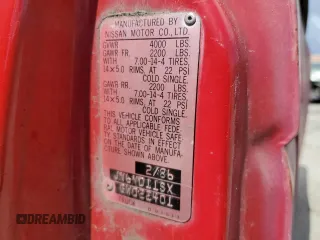 MANUFACTURED BY
NISSAN MOTOR CO., LTD.
GVWR 4000 LBS.
GAWR FR. 2200 LBS.
WITH 7.00-14-4 TIRES,
14 x 5.0 RIMS, AT 22 PSI
COLD SINGLE.
GAWR RR. 2200 LBS.
WITH 7.00-14-4 TIRES,
14 x 5.0 RIMS, AT 22 PSI
COLD SINGLE.
THIS VEHICLE CONFORMS
TO ALL APPLICABLE FEDE
RAL MOTOR VEHICLE SAFE
TY STANDARDS IN EFFECT
ON THE DATE OF MANUFA-
CTURE SHOWN ABOVE.
2/86
TRUCK
DREAMBID